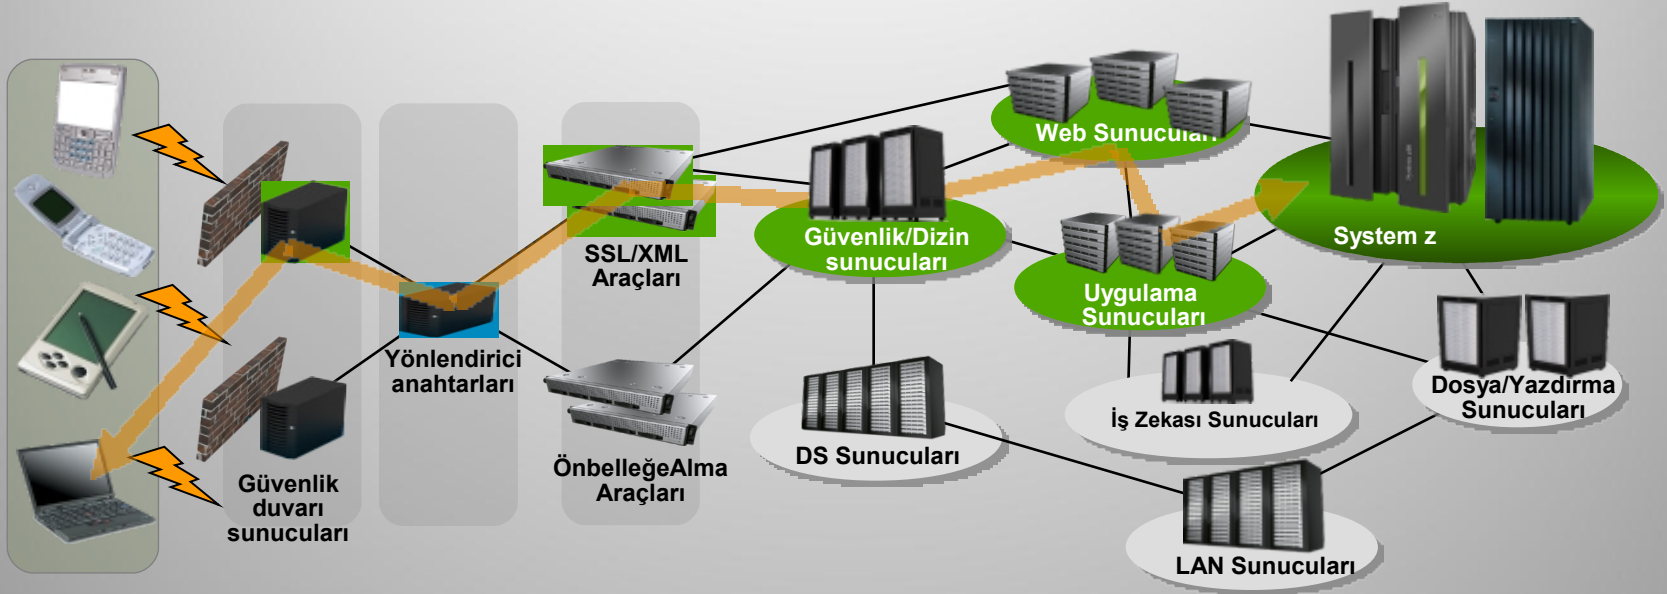 Güvenlik
duvarı
sunucuları
Yönlendirici
anahtarları
SSL/XML
Araçları
ÖnbelleğeAlma
Araçları
Güvenlik/Dizin
sunucuları
DS Sunucuları
Web Sunucuları
Uygulama
Sunucuları
İş Zekası Sunucuları
LAN Sunucuları
System z
Dosya/Yazdırma
Sunucuları